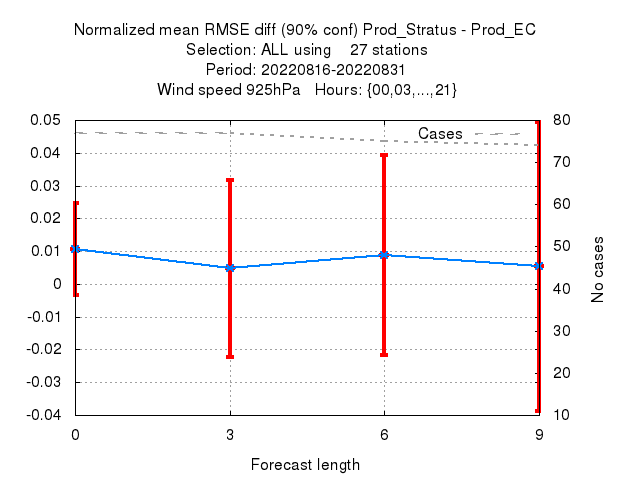 Normalized mean RMSE diff (90% conf) Prod_Stratus - Prod_EC
Selection: ALL using    27 stations
Period: 20220816-20220831
Wind speed 925hPa   Hours: {00,03,...,21}
0.05
0.04
0.03
0.02
0.01
0
-0.01
-0.02
-0.03
-0.04
Cases
80
70
60
50
40
30
20
10
No cases
0 3 6 9
Forecast length